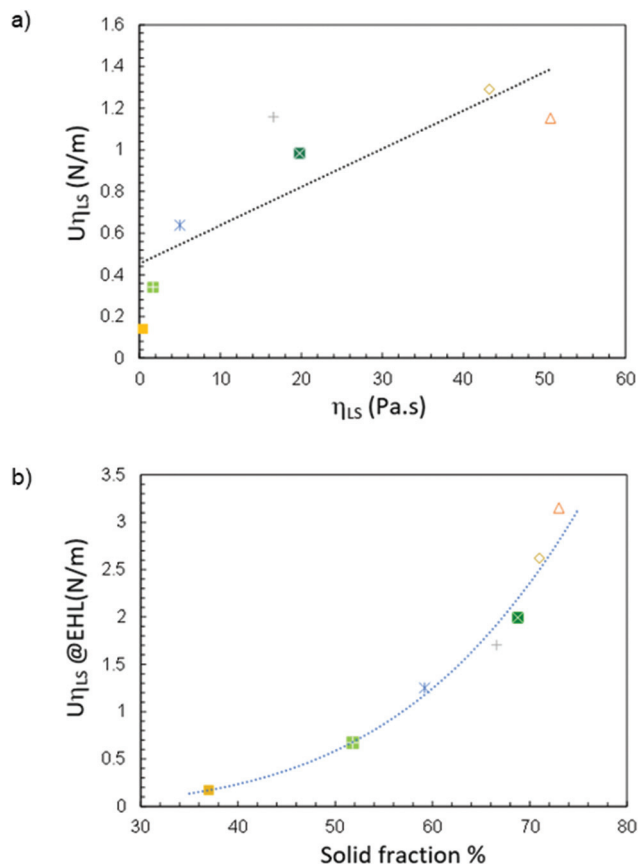 a)
1.6
1.4
1.2
1
0.8
0.6
0.4
0.2
0
UηLS (N/m)
0 10 20 30 40 50 60
ηLS (Pa.s)
b)
3.5
3
2.5
2
1.5
1
0.5
0
UηLS @EHL(N/m)
30 40 50 60 70 80
Solid fraction %